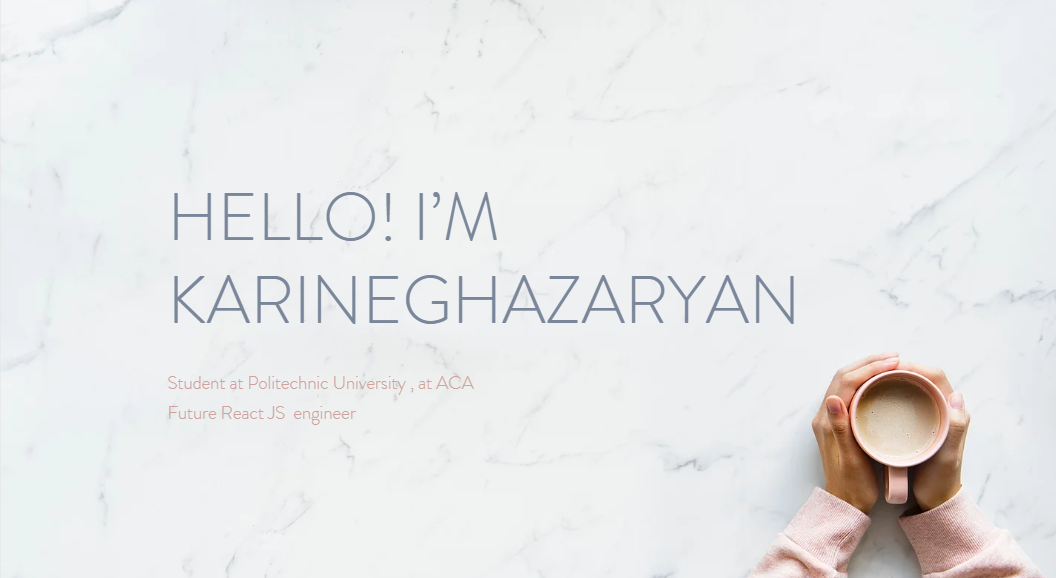 HELLO! I’M
KARINEGHAZARYAN
Student at Politechnic University , at ACA
Future React JS  engineer